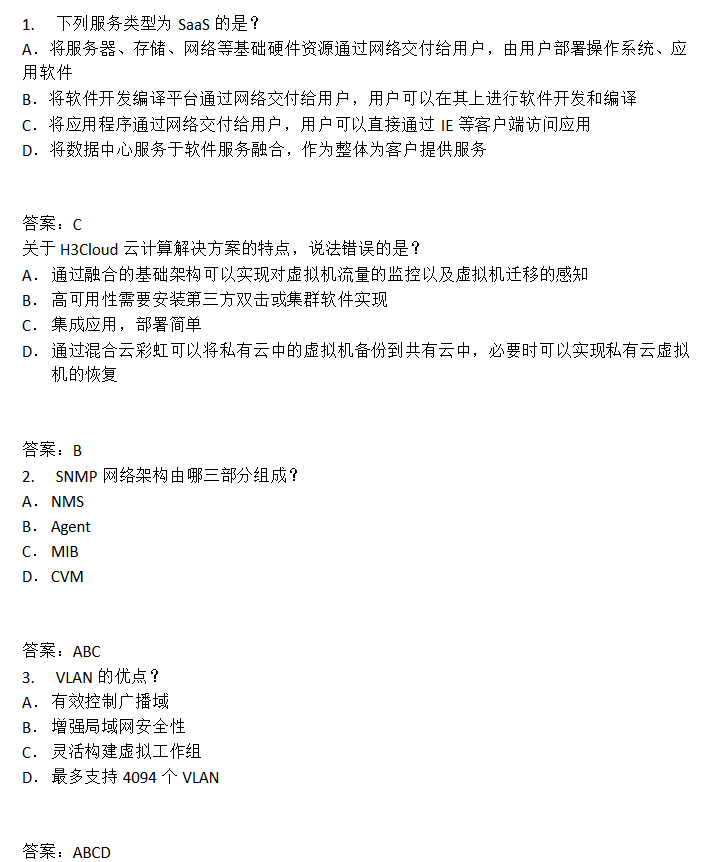 1. 下列服务类型为 SaaS 的是？
A．将服务器、存储、网络等基础硬件资源通过网络交付给用户，由用户部署操作系统、应
用软件
B．将软件开发编译平台通过网络交付给用户，用户可以在其上进行软件开发和编译
C．将应用程序通过网络交付给用户，用户可以直接通过 IE 等客户端访问应用
D．将数据中心服务于软件服务融合，作为整体为客户提供服务
答案：C
关于 H3Cloud 云计算解决方案的特点，说法错误的是？
A．通过融合的基础架构可以实现对虚拟机流量的监控以及虚拟机迁移的感知
B．高可用性需要安装第三方双击或集群软件实现
C．集成应用，部署简单
D．通过混合云彩虹可以将私有云中的虚拟机备份到共有云中，必要时可以实现私有云虚拟
机的恢复
答案：B
2. SNMP 网络架构由哪三部分组成？
A．NMS
B．Agent
C．MIB
D．CVM
答案：ABC
3. VLAN 的优点？
A．有效控制广播域
B．增强局域网安全性
C．灵活构建虚拟工作组
D．最多支持 4094 个 VLAN
答案：ABCD